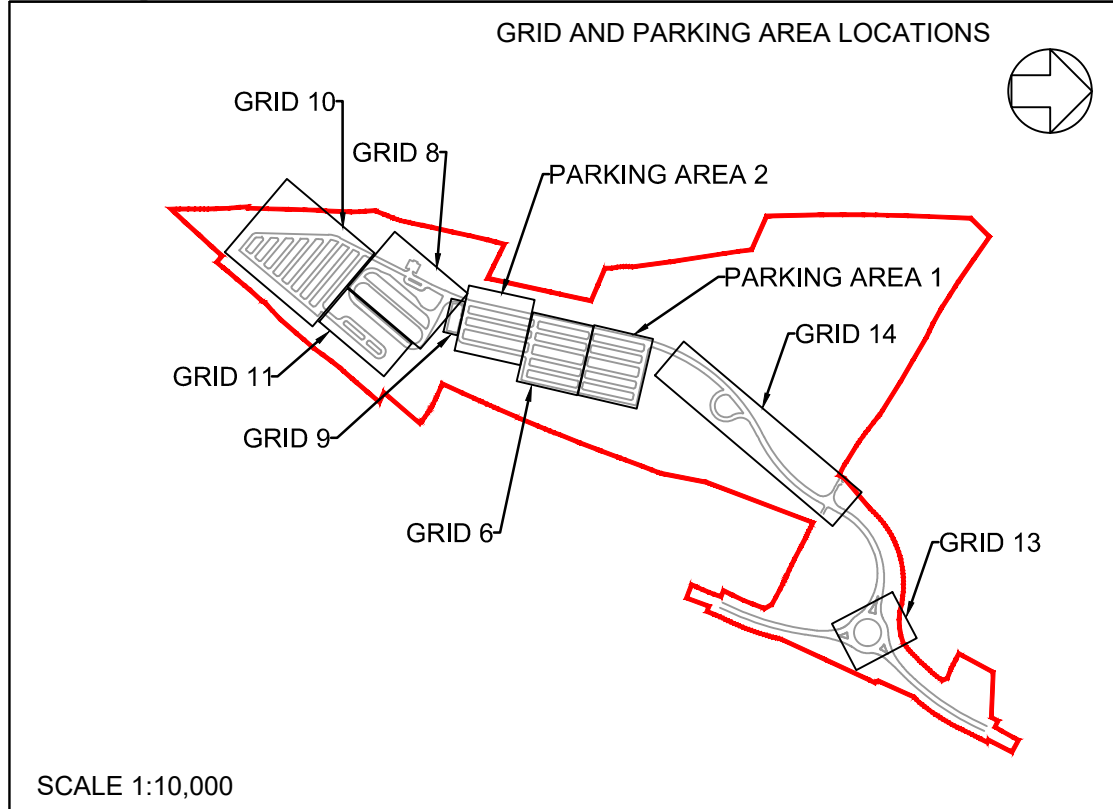 GRID AND PARKING AREA LOCATIONS
GRID 10
GRID 8
PARKING AREA 2
PARKING AREA 1
GRID 14
GRID 11
GRID 9
GRID 6
GRID 13
SCALE 1:10,000